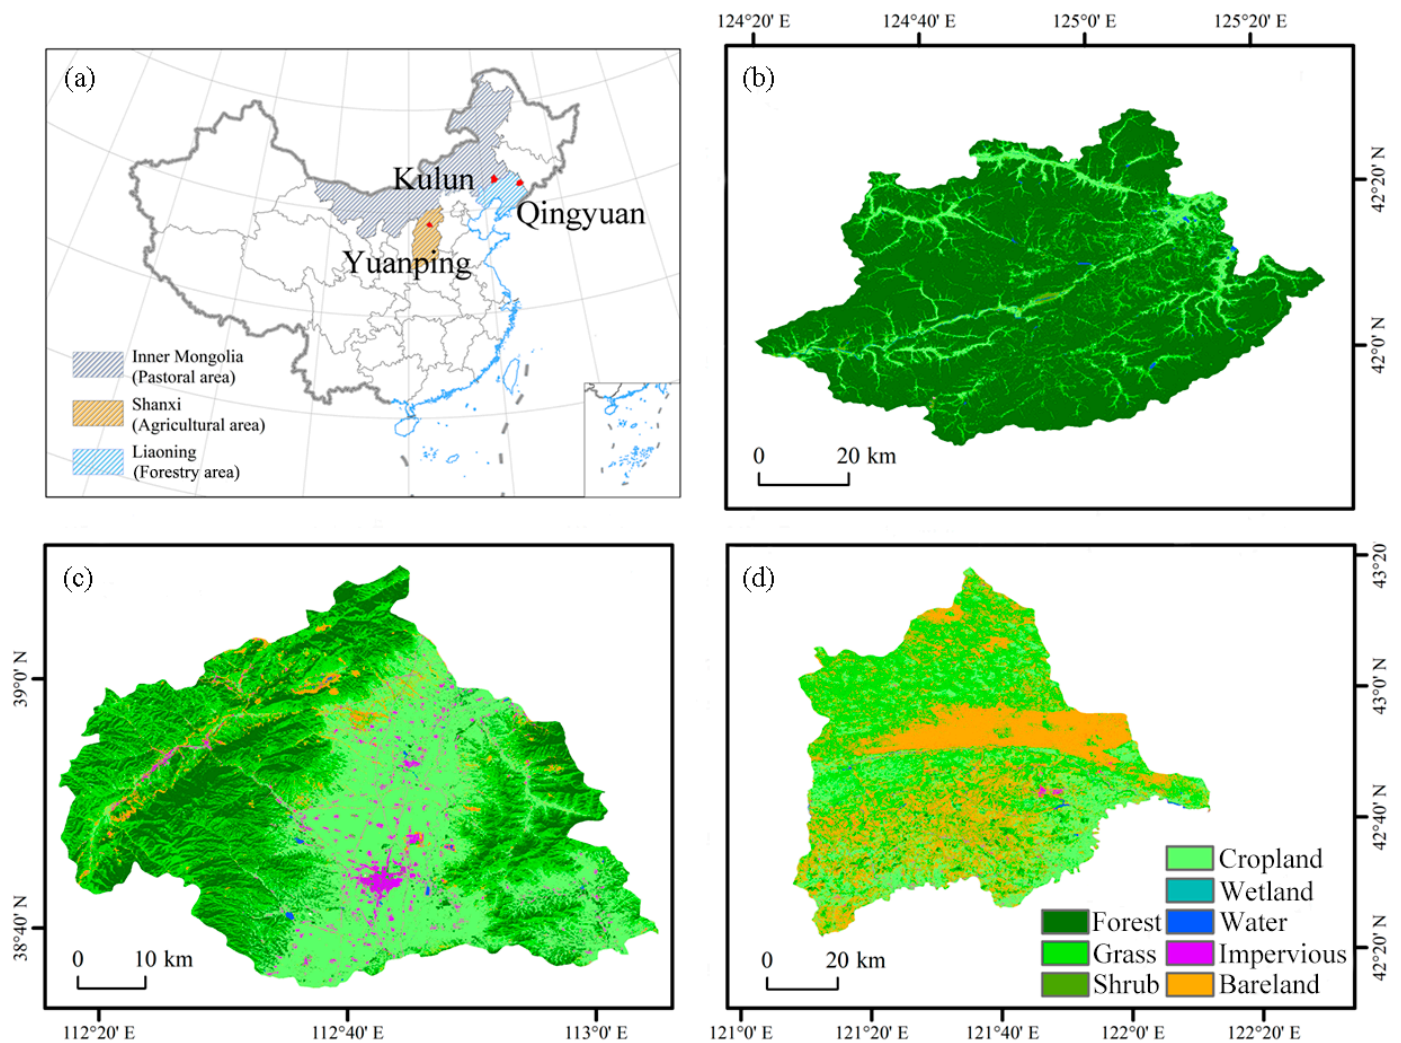 (a)
Kulun
Qingyuan
Yuanping
Inner Mongolia
(Pastoral area)
Shanxi
(Agricultural area)
Liaoning
(Forestry area)
124°20' E
124°40' E
125°0' E
125°20' E
(b)
42°20' N
42°0' N
0
20 km
(c)
39°0' N
38°40' N
0
10 km
112°20' E
112°40' E
113°0' E
(d)
43°20
43°0' N
42°40' N
42°20' N
Cropland
Wetland
Forest
Water
Grass
Impervious
Shrub
Bareland
0
20 km
121°0' E
121°20' E
121°40' E
122°0' E
122°20' E